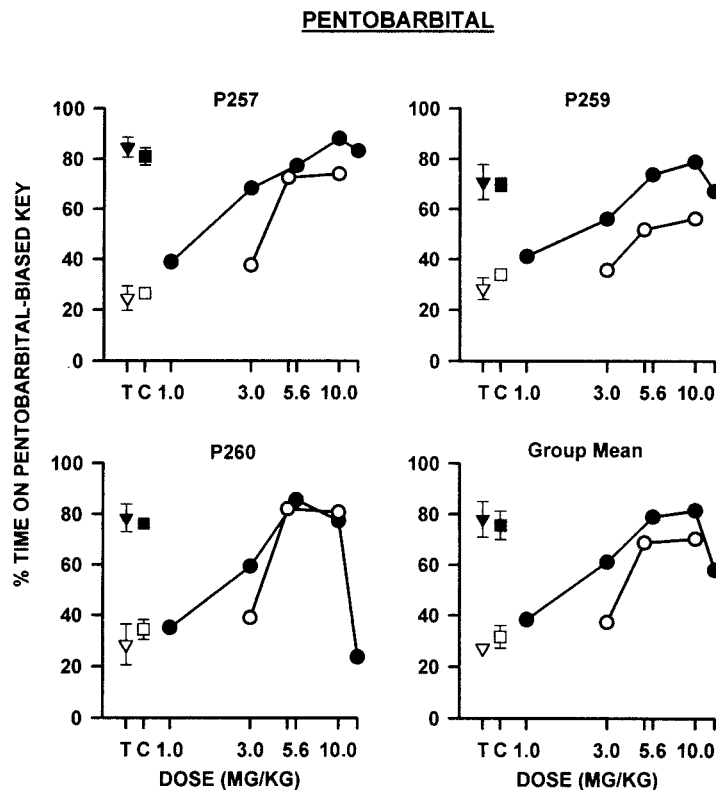 PENTOBARBITAL
P257
P259
100
80
60
40
20
0
T C 1.0 3.0 5.6 10.0
100
80
60
40
20
0
T C 1.0 3.0 5.6 10.0
% TIME ON PENTOBARBITAL-BIASED KEY
P260
Group Mean
100
80
60
40
20
0
T C 1.0 3.0 5.6 10.0
DOSE (MG/KG)
100
80
60
40
20
0
T C 1.0 3.0 5.6 10.0
DOSE (MG/KG)